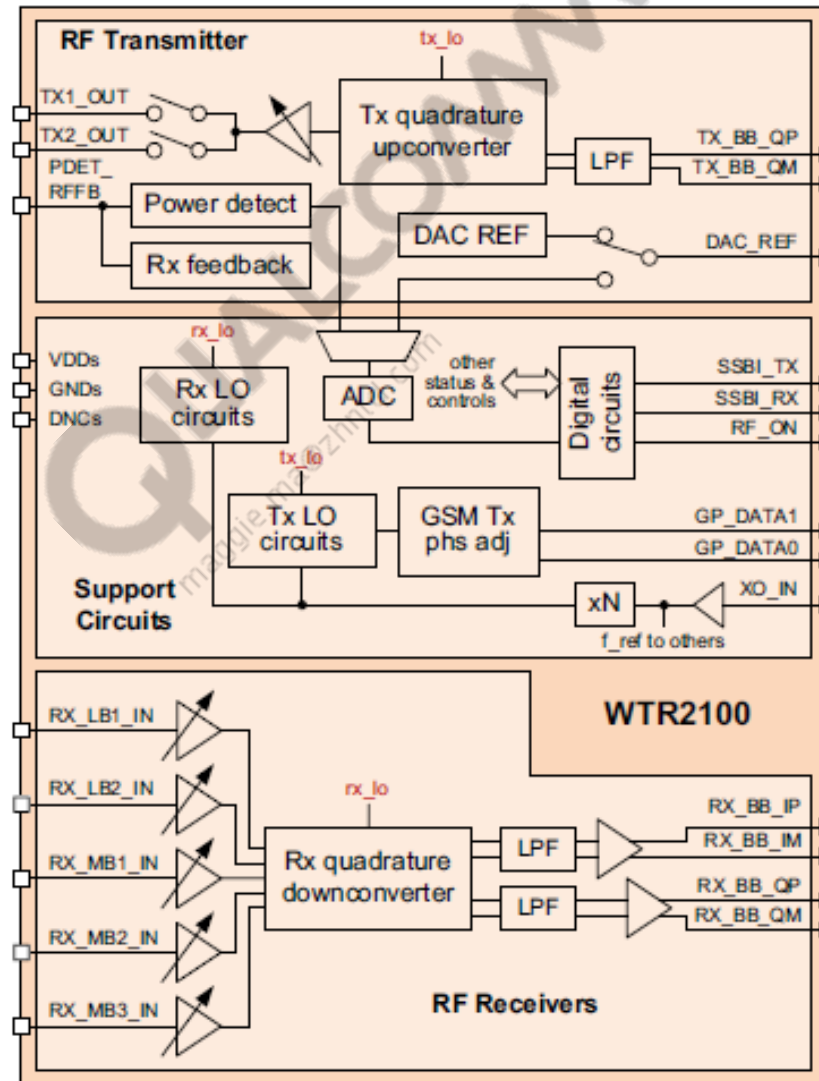 RF Transmitter
tx_lo
TX1_OUT
TX2_OUT
PDET_
RFFB
Tx quadrature
upconverter
LPF
TX_BB_QP
TX_BB_QM
Power detect
Rx feedback
DAC REF
DAC_REF
rx_lo
VDDs
GNDs
DNCs
Rx LO
circuits
ADC
other
status &
controls
Digital
circuits
SSBI_TX
SSBI_RX
RF_ON
tx_lo
Tx LO
circuits
GSM Tx
phs adj
GP_DATA1
GP_DATA0
Support
Circuits
xN
XO_IN
f_ref to others
WTR2100
RX_LB1_IN
RX_LB2_IN
RX_MB1_IN
RX_MB2_IN
RX_MB3_IN
rx_lo
Rx quadrature
downconverter
LPF
LPF
RX_BB_IP
RX_BB_IM
RX_BB_QP
RX_BB_QM
RF Receivers
QUALCOMM